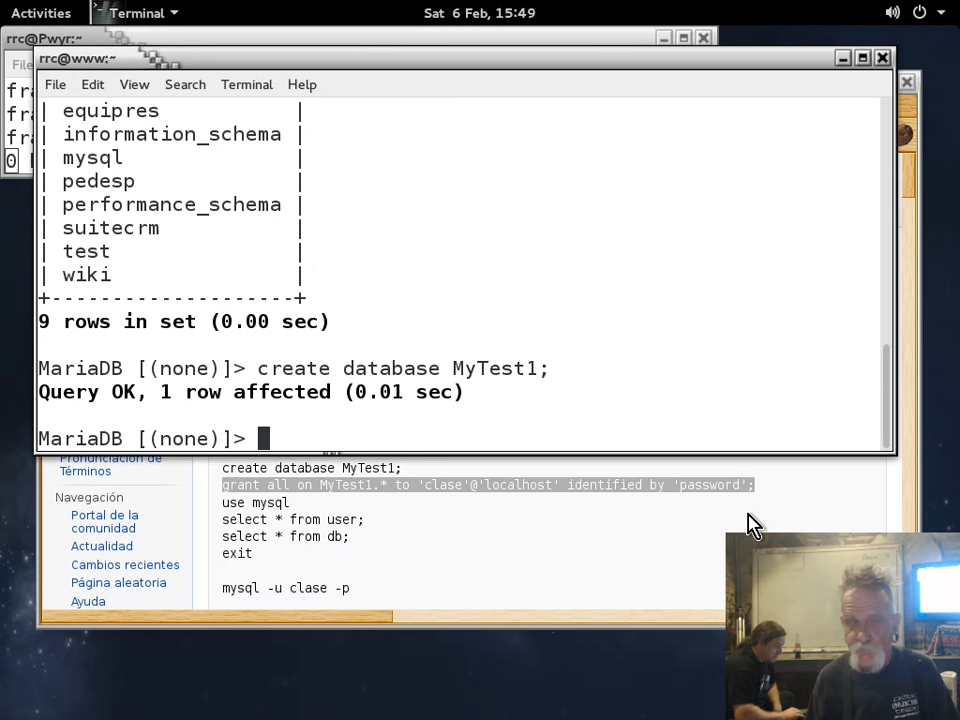 Activities
Terminal
Sat 6 Feb, 15:49
rrc@Pwyr:~
rrc@www:~
File Edit View Search Terminal Help
| equipres |
| information_schema |
| mysql |
| pedesp |
| performance_schema |
| suitecrm |
| test |
| wiki |
+--------------------+
9 rows in set (0.00 sec)
MariaDB [(none)]> create database MyTest1;
Query OK, 1 row affected (0.01 sec)
MariaDB [(none)]>
fra
fra
fra
0
Pronunciación de
Términos
Navegación
Portal de la
comunidad
Actualidad
Cambios recientes
Página aleatoria
Ayuda
create database MyTest1;
grant all on MyTest1.* to 'clase'@'localhost' identified by 'password';
use mysql
select * from user;
select * from db;
exit
mysql -u clase -p